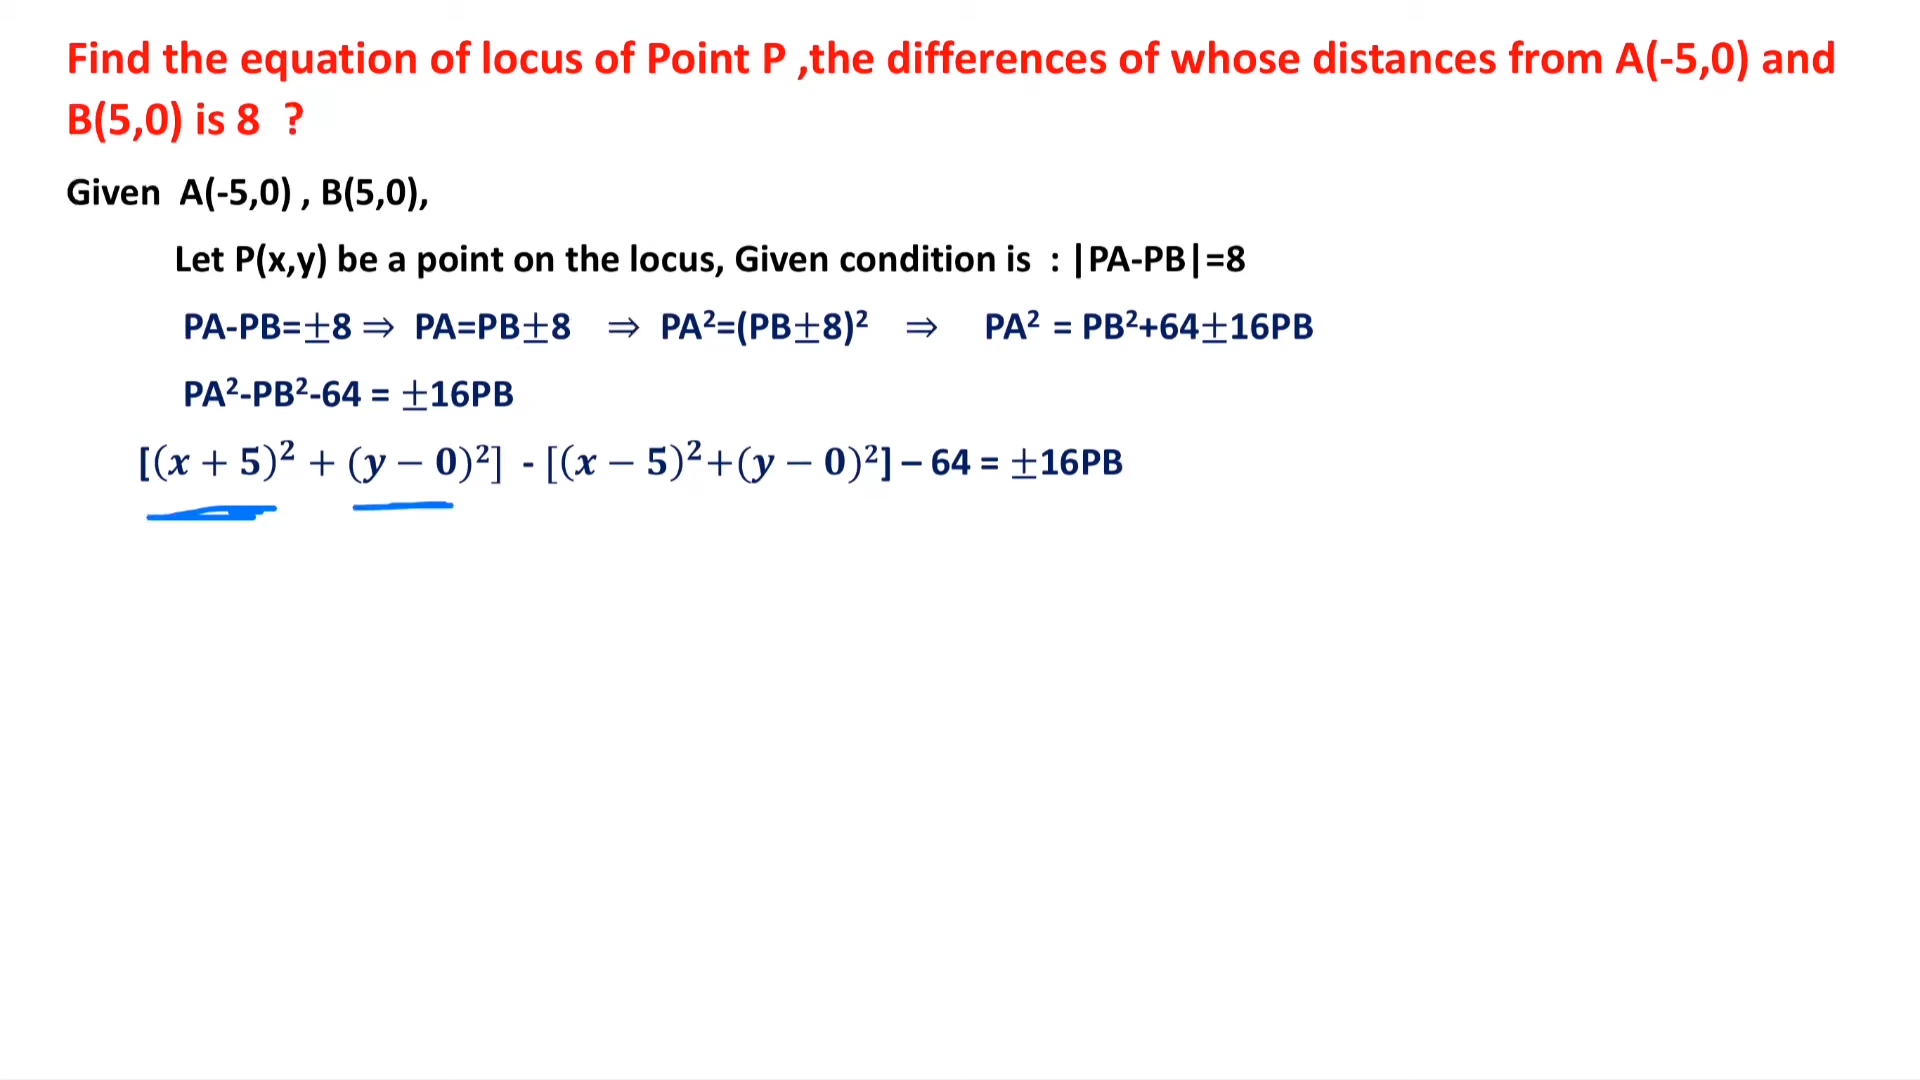 Find the equation of locus of Point P ,the differences of whose distances from A(-5,0) and
B(5,0) is 8 ?
Given A(-5,0) , B(5,0),
Let P(x,y) be a point on the locus, Given condition is : |PA-PB|=8
PA-PB=±8 ⇒ PA=PB±8 ⇒ PA²=(PB±8)² ⇒ PA² = PB²+64±16PB
PA²-PB²-64 = ±16PB
[(x + 5)² + (y − 0)²] - [(x − 5)²+(y − 0)²] – 64 = ±16PB